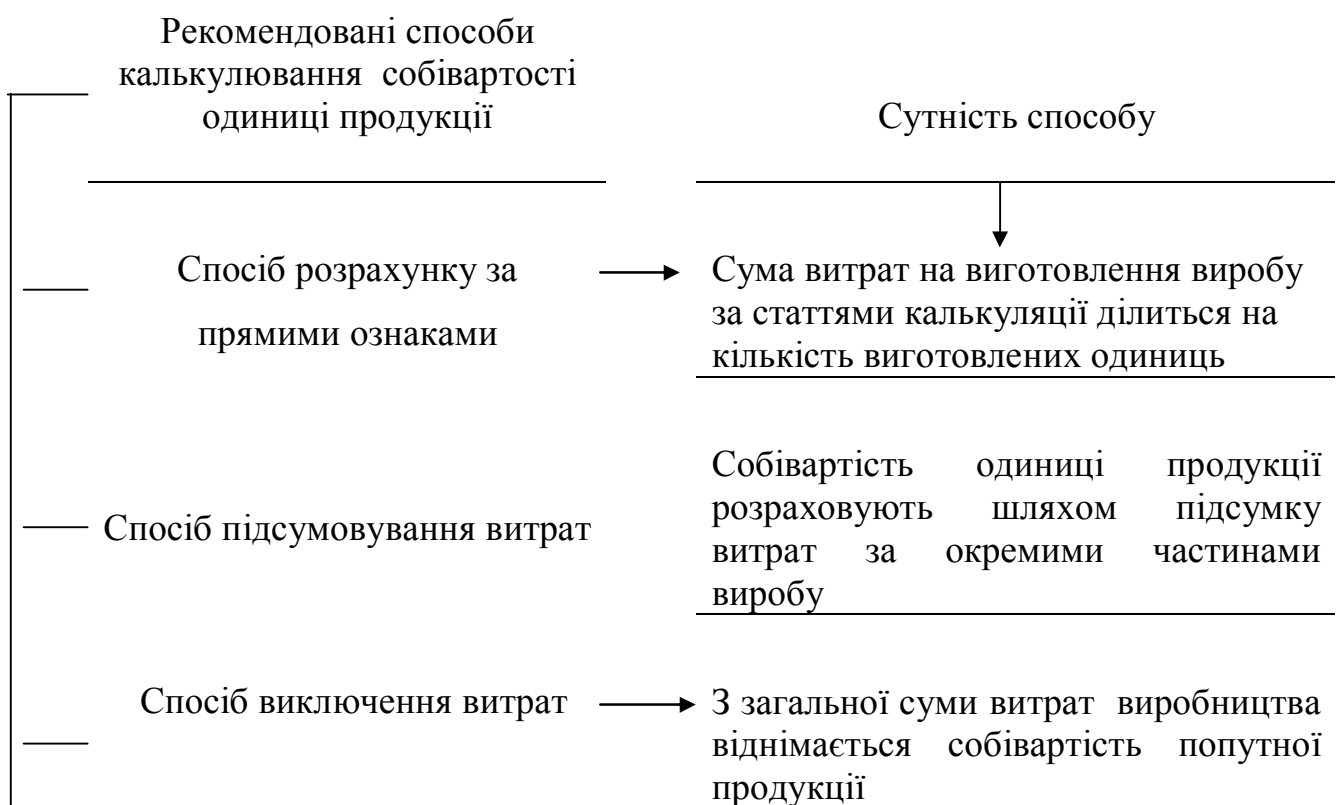 Рекомендовані способи
калькулювання собівартості
одиниці продукції
Сутність способу
Спосіб розрахунку за
прямими ознаками
Сума витрат на виготовлення виробу
за статтями калькуляції ділиться на
кількість виготовлених одиниць
Спосіб підсумовування витрат
Собівартість одиниці продукції
розраховують шляхом підсумку
витрат за окремими частинами
виробу
Спосіб виключення витрат
З загальної суми витрат виробництва
віднімається собівартість попутної
продукції